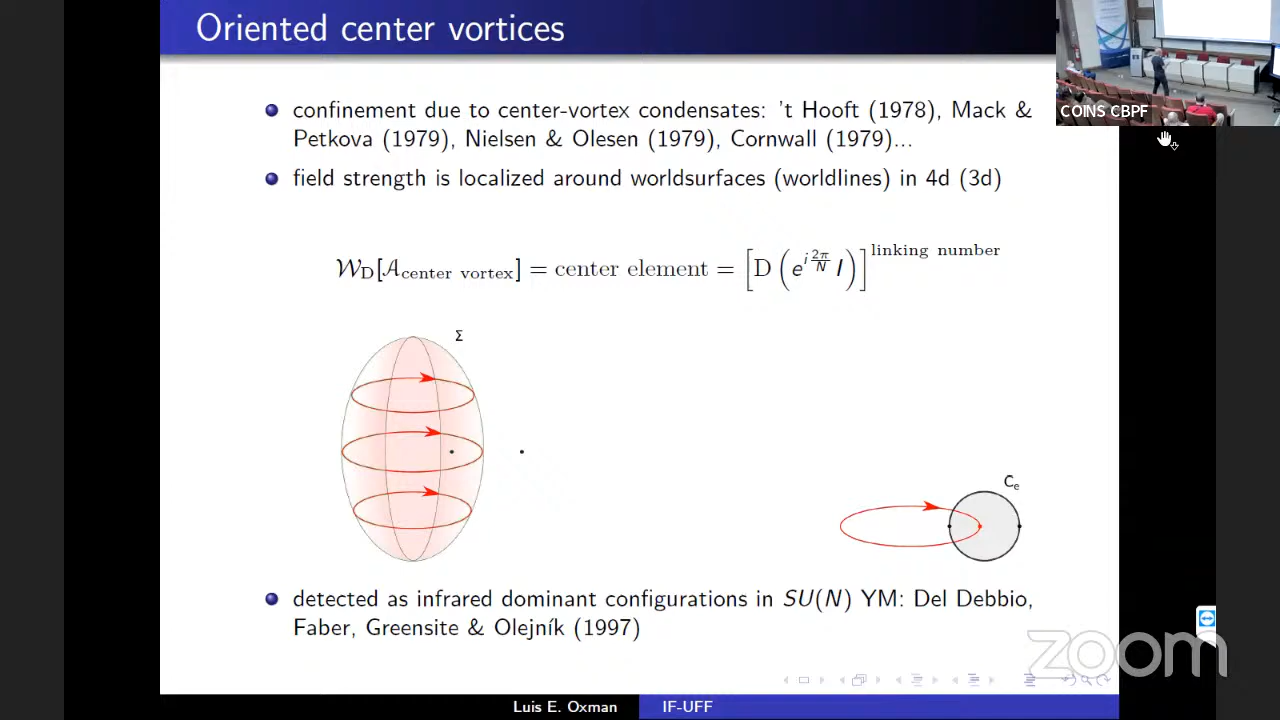 Oriented center vortices
COINS CBPF
confinement due to center-vortex condensates: 't Hooft (1978), Mack &
Petkova (1979), Nielsen & Olesen (1979), Cornwall (1979)...
field strength is localized around worldsurfaces (worldlines) in 4d (3d)
𝒲_D[𝒜_center vortex] = center element = [D(e^{i 2π/N} I)]^linking number
Σ
C_e
detected as infrared dominant configurations in SU(N) YM: Del Debbio,
Faber, Greensite & Olejník (1997)
zoom
Luis E. Oxman IF-UFF